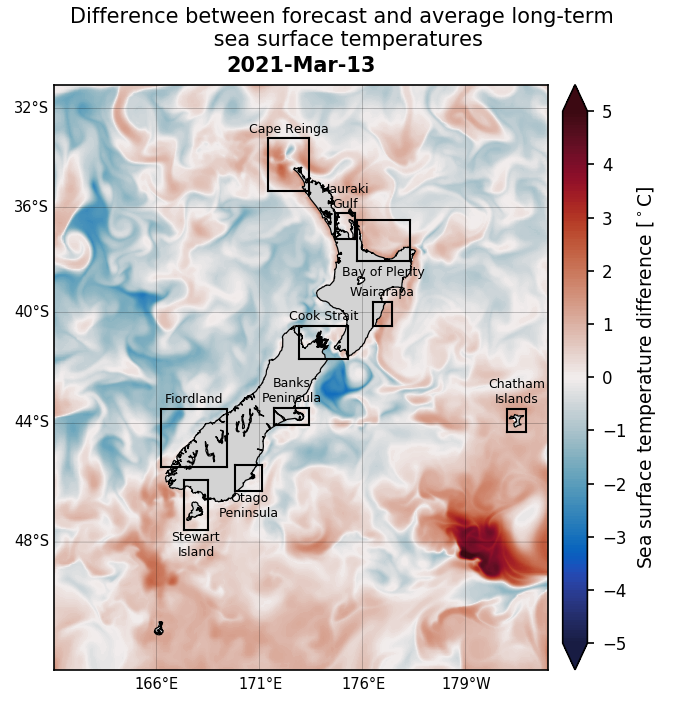 Difference between forecast and average long-term
sea surface temperatures
2021-Mar-13
32°S
36°S
40°S
44°S
48°S
166°E
171°E
176°E
179°W
Cape Reinga
Hauraki
Gulf
Bay of Plenty
Wairarapa
Cook Strait
Banks
Peninsula
Chatham
Islands
Fiordland
Otago
Peninsula
Stewart
Island
5
4
3
2
1
0
−1
−2
−3
−4
−5
Sea surface temperature difference [°C]